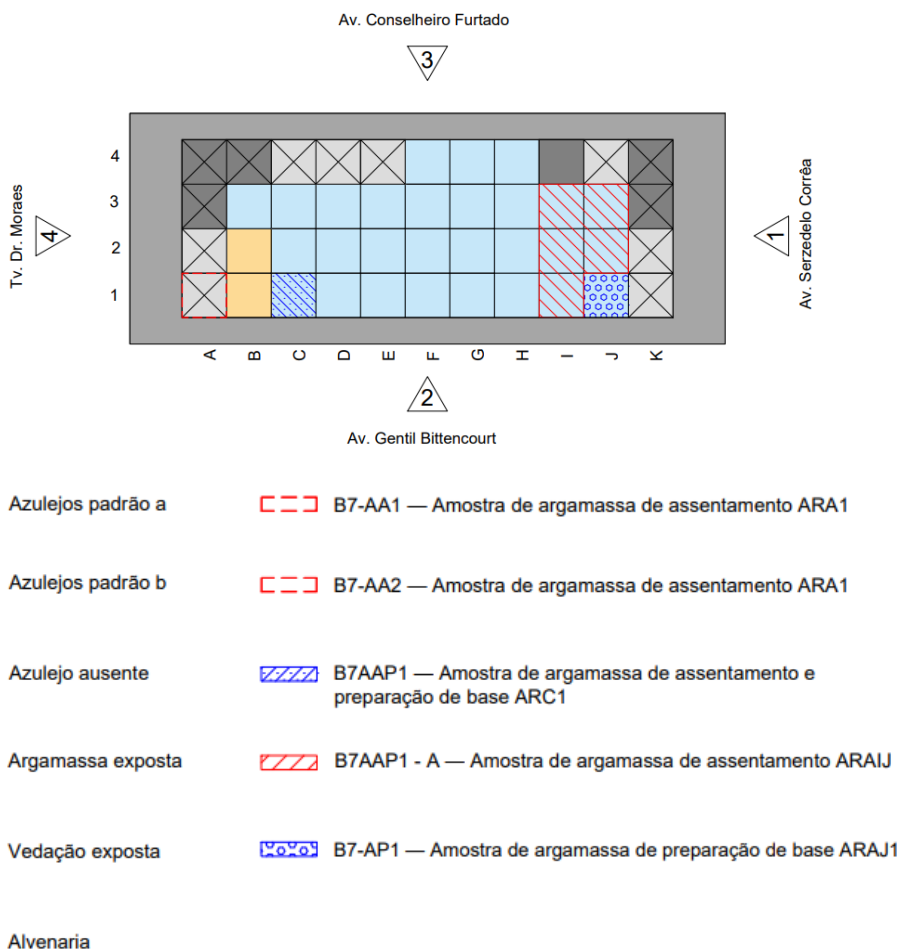 Av. Conselheiro Furtado
3
4
3
2
1
Tv. Dr. Moraes
4
1
Av. Serzedelo Corrêa
A B C D E F G H I J K
2
Av. Gentil Bittencourt
Azulejos padrão a
B7-AA1 — Amostra de argamassa de assentamento ARA1
Azulejos padrão b
B7-AA2 — Amostra de argamassa de assentamento ARA1
Azulejo ausente
B7AAP1 — Amostra de argamassa de assentamento e
preparação de base ARC1
Argamassa exposta
B7AAP1 - A — Amostra de argamassa de assentamento ARAIJ
Vedação exposta
B7-AP1 — Amostra de argamassa de preparação de base ARAJ1
Alvenaria